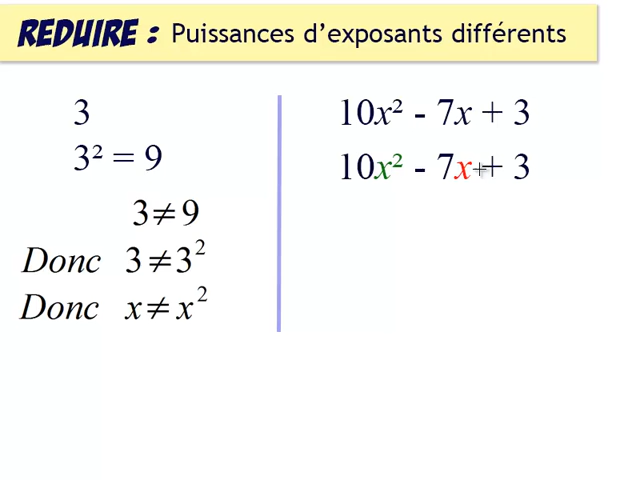 REDUIRE : Puissances d'exposants différents
3
3² = 9
3 ≠ 9
Donc 3 ≠ 3²
Donc x ≠ x²
10x² - 7x + 3
10x² - 7x + 3